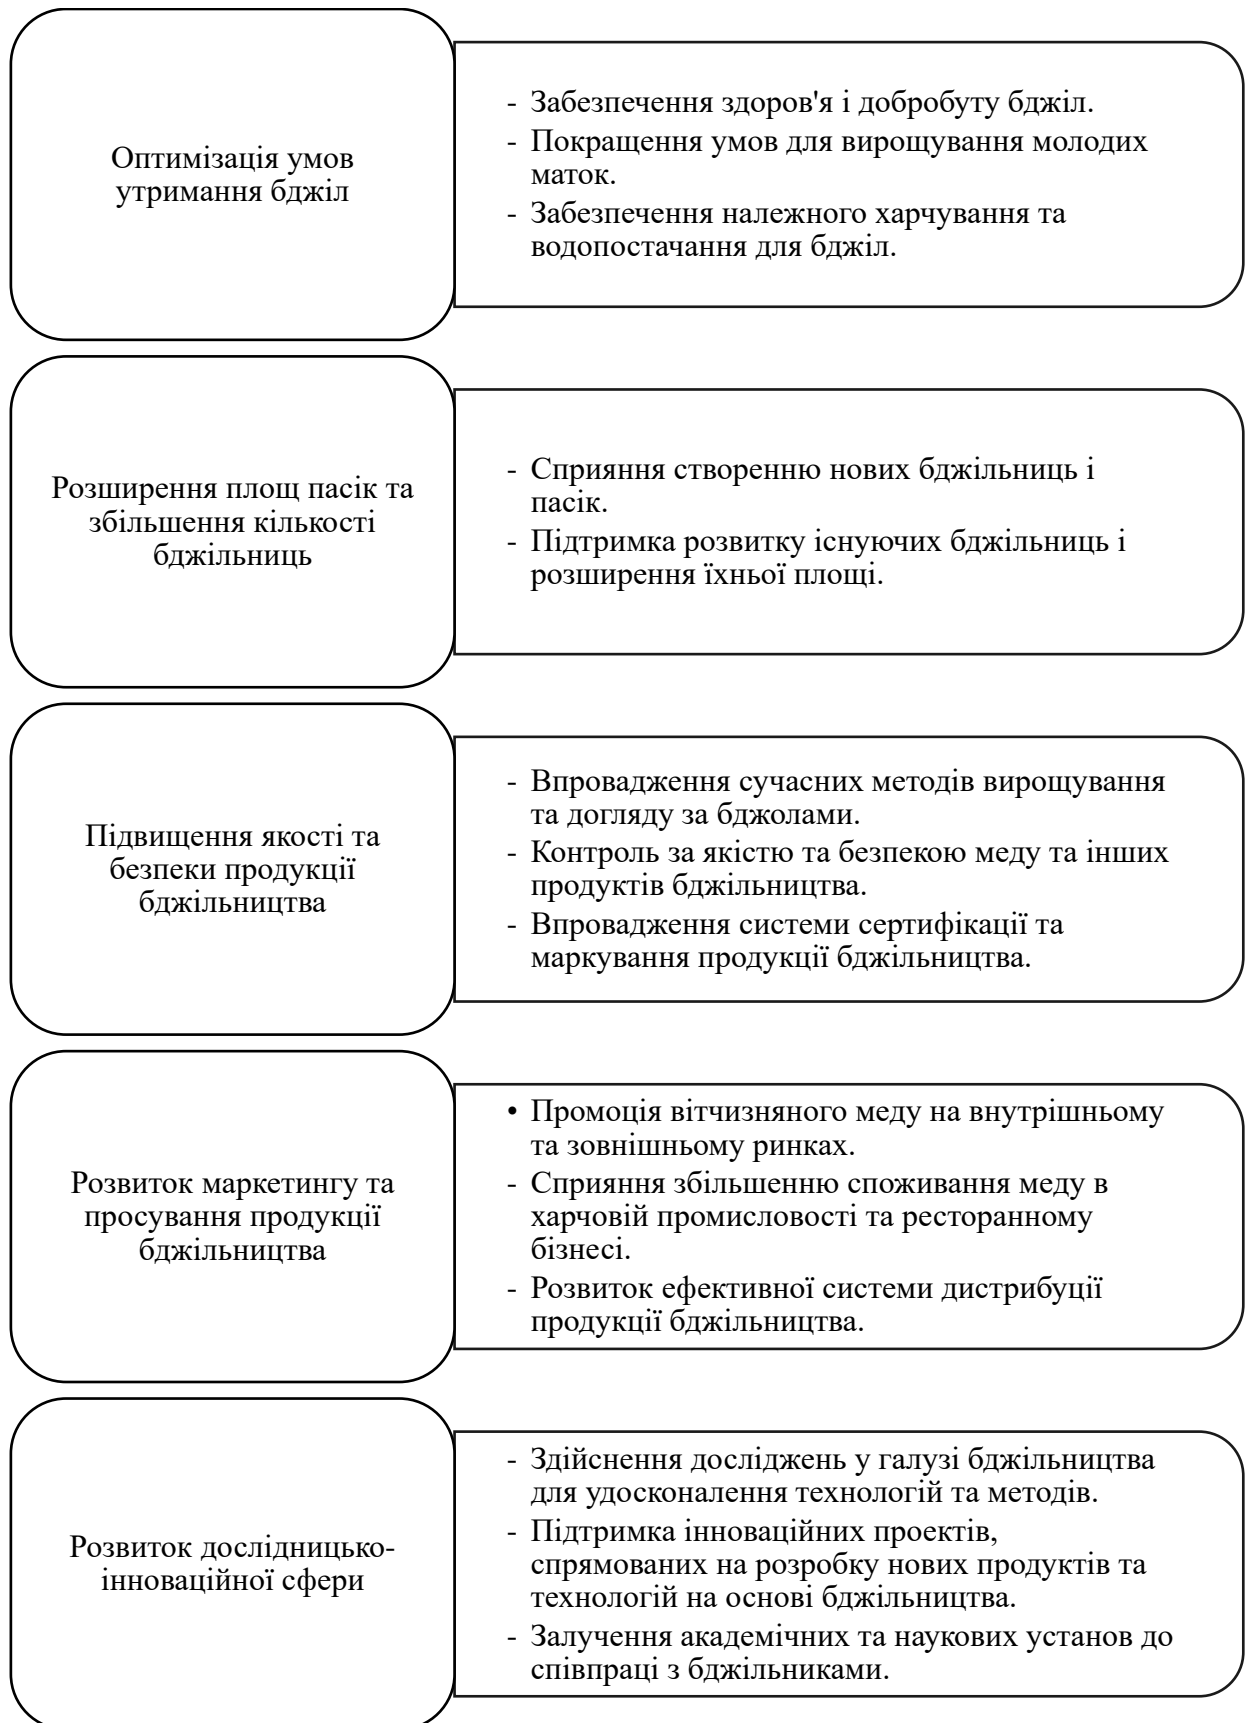 Оптимізація умов
утримання бджіл
- Забезпечення здоров'я і добробуту бджіл.
- Покращення умов для вирощування молодих
маток.
- Забезпечення належного харчування та
водопостачання для бджіл.
Розширення площ пасік та
збільшення кількості
бджільниць
- Сприяння створенню нових бджільниць і
пасік.
- Підтримка розвитку існуючих бджільниць і
розширення їхньої площі.
Підвищення якості та
безпеки продукції
бджільництва
- Впровадження сучасних методів вирощування
та догляду за бджолами.
- Контроль за якістю та безпекою меду та інших
продуктів бджільництва.
- Впровадження системи сертифікації та
маркування продукції бджільництва.
Розвиток маркетингу та
просування продукції
бджільництва
• Промоція вітчизняного меду на внутрішньому
та зовнішньому ринках.
- Сприяння збільшенню споживання меду в
харчовій промисловості та ресторанному
бізнесі.
- Розвиток ефективної системи дистрибуції
продукції бджільництва.
Розвиток дослідницько-
інноваційної сфери
- Здійснення досліджень у галузі бджільництва
для удосконалення технологій та методів.
- Підтримка інноваційних проектів,
спрямованих на розробку нових продуктів та
технологій на основі бджільництва.
- Залучення академічних та наукових установ до
співпраці з бджільниками.